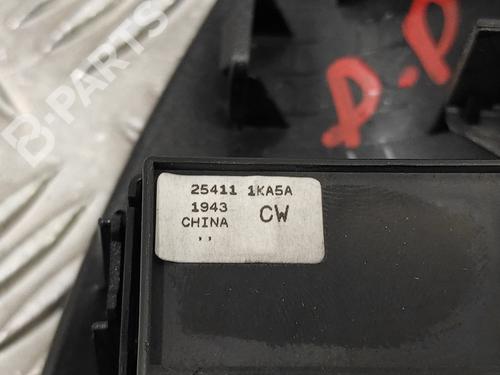 B-PARTS
D.D
25411 1KA5A
1943 CW
CHINA
,,